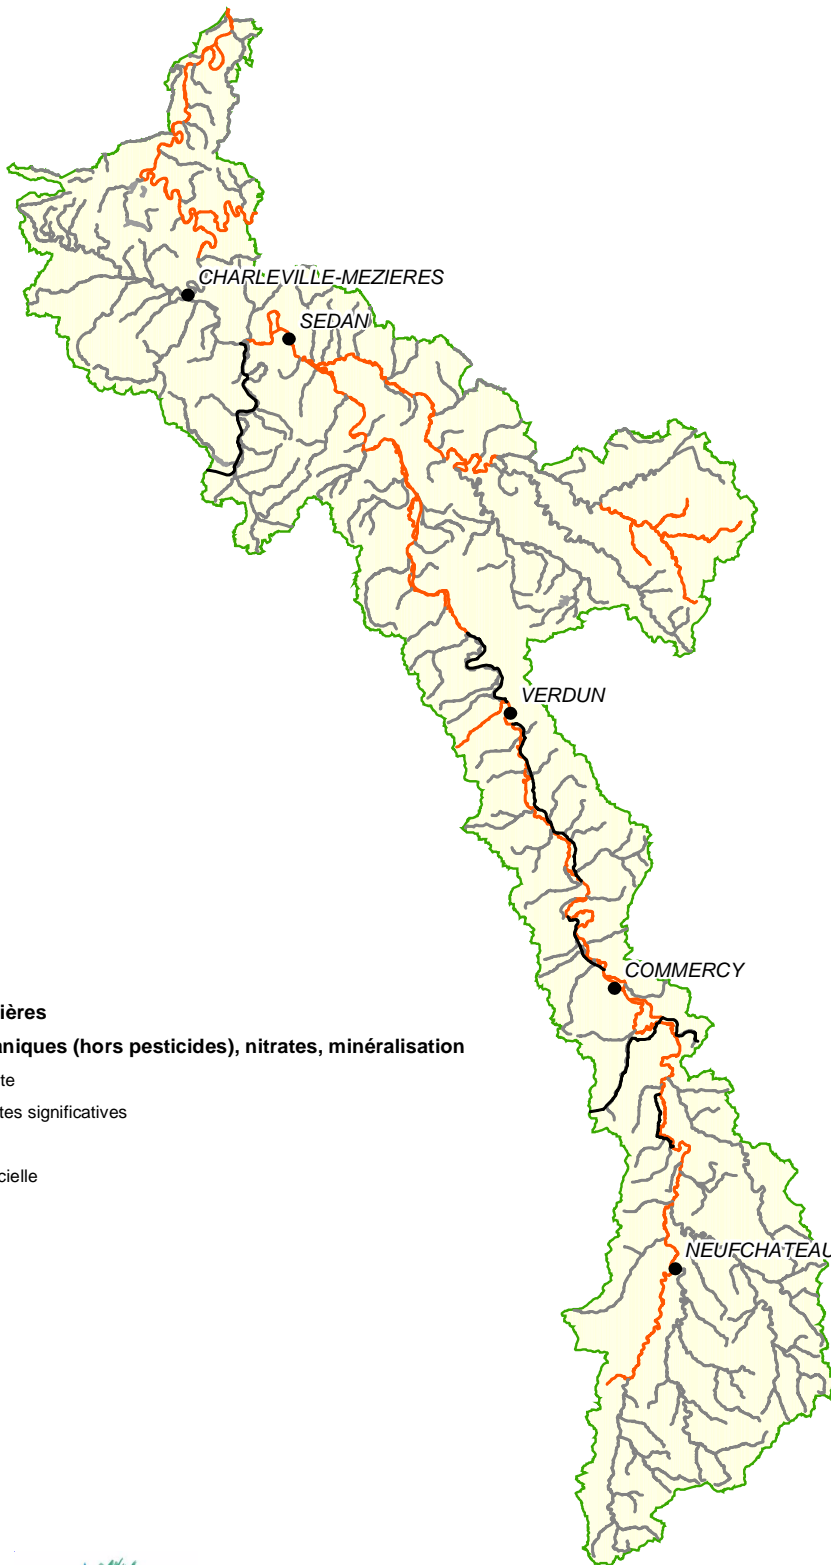 CHARLEVILLE-MEZIERES
SEDAN
VERDUN
COMMERCY
ières
aniques (hors pesticides), nitrates, minéralisation
te
tes significatives
cielle
NEUFCHATEAU